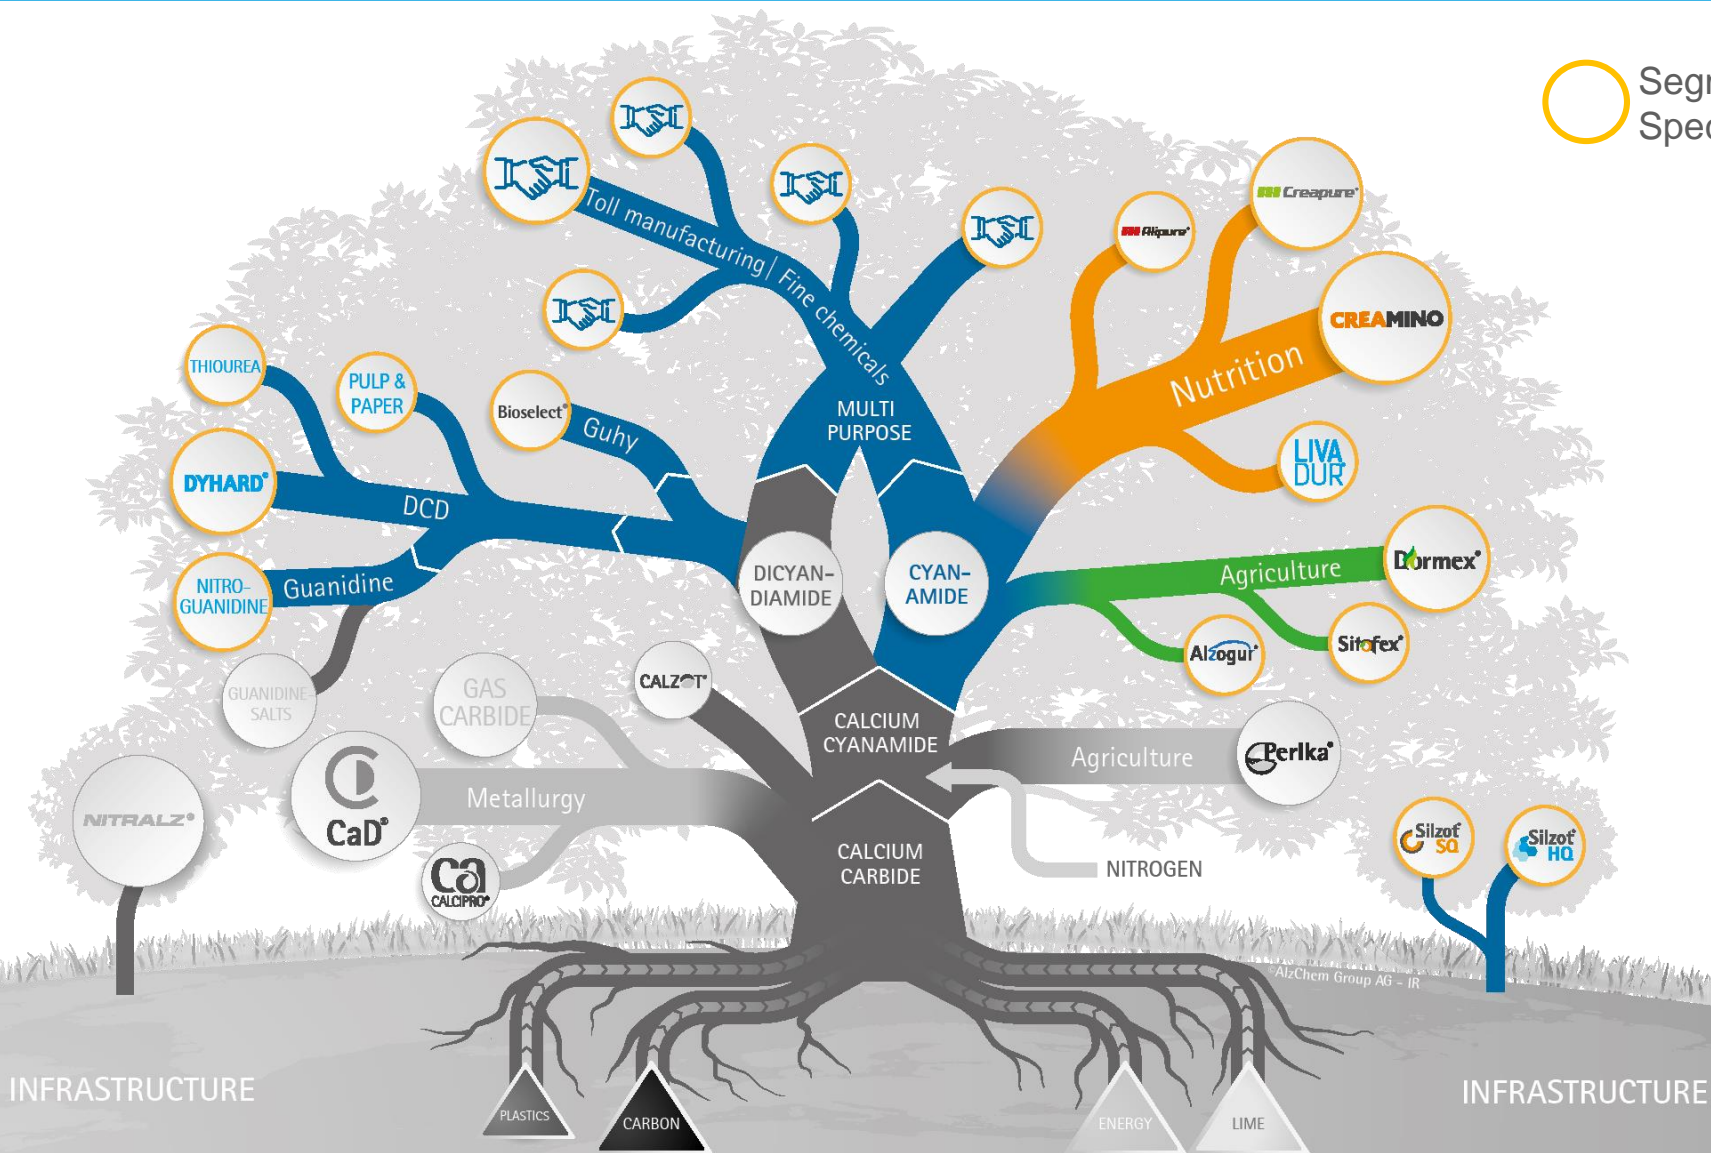 Segr
Spec
Creapure®
Alipure®
CREAMINO
Toll manufacturing | Fine chemicals
Nutrition
THIOUREA
PULP &
PAPER
Bioselect®
Guhy
MULTI
PURPOSE
LIVA
DUR®
DYHARD®
DCD
Dormex®
Agriculture
DICYAN-
DIAMIDE
CYAN-
AMIDE
NITRO-
GUANIDINE
Guanidine
Alzogur®
Sitofex®
GUANIDINE-
SALTS
GAS
CARBIDE
CALZOT®
CALCIUM
CYANAMIDE
Agriculture
Perlka®
NITRALZ®
CaD®
Metallurgy
ca
CALCIPRO®
CALCIUM
CARBIDE
NITROGEN
Silzot®
SQ
Silzot®
HQ
©AlzChem Group AG - IR
INFRASTRUCTURE
PLASTICS
CARBON
ENERGY
LIME
INFRASTRUCTURE